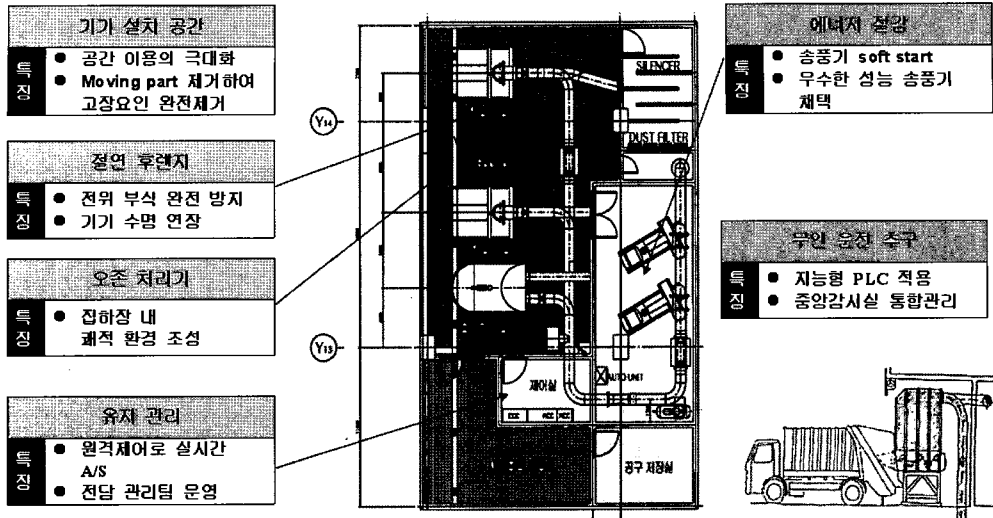 기기 설치 공간
특징
● 공간 이용의 극대화
● Moving part 제거하여
고장요인 완전제거
절연 후렌지
특징
● 전위 부식 완전 방지
● 기기 수명 연장
오존 처리기
특징
● 집하장 내
쾌적 환경 조성
유지 관리
특징
● 원격제어로 실시간
A/S
● 전담 관리팀 운영
Y14
Y13
SILENCER
DUST FILTER
제어실
AUTO UNIT
공구 저장실
에너지 절감
특징
● 송풍기 soft start
● 우수한 성능 송풍기
채택
무인 운전 추구
특징
● 지능형 PLC 적용
● 중앙감시실 통합관리